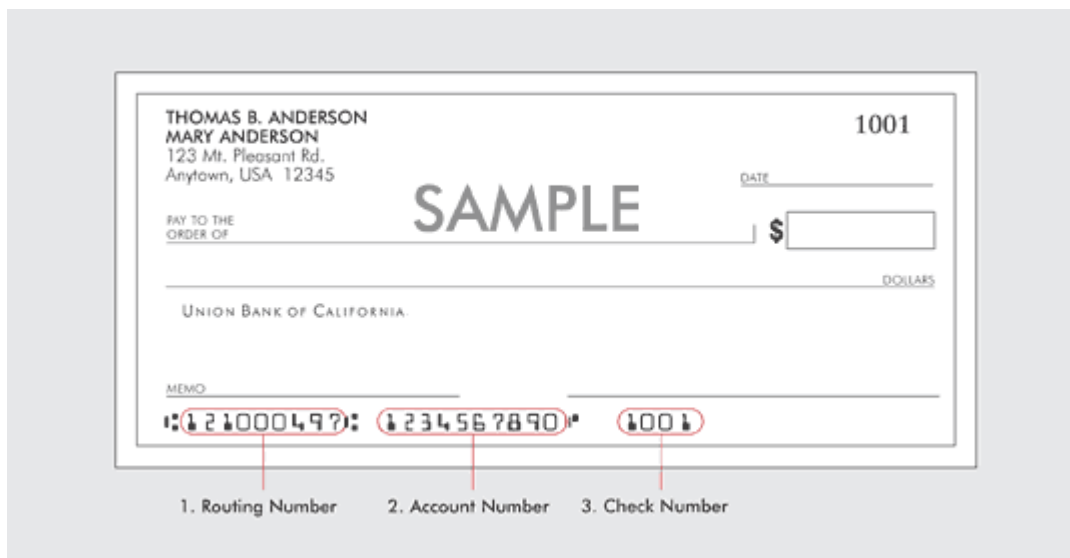 THOMAS B. ANDERSON
MARY ANDERSON
123 Mt. Pleasant Rd.
Anytown, USA 12345
1001
SAMPLE
DATE
PAY TO THE
ORDER OF
$
DOLLARS
UNION BANK OF CALIFORNIA
MEMO
⑆121000497⑆ 1234567890⑈ 1001
1. Routing Number 2. Account Number 3. Check Number